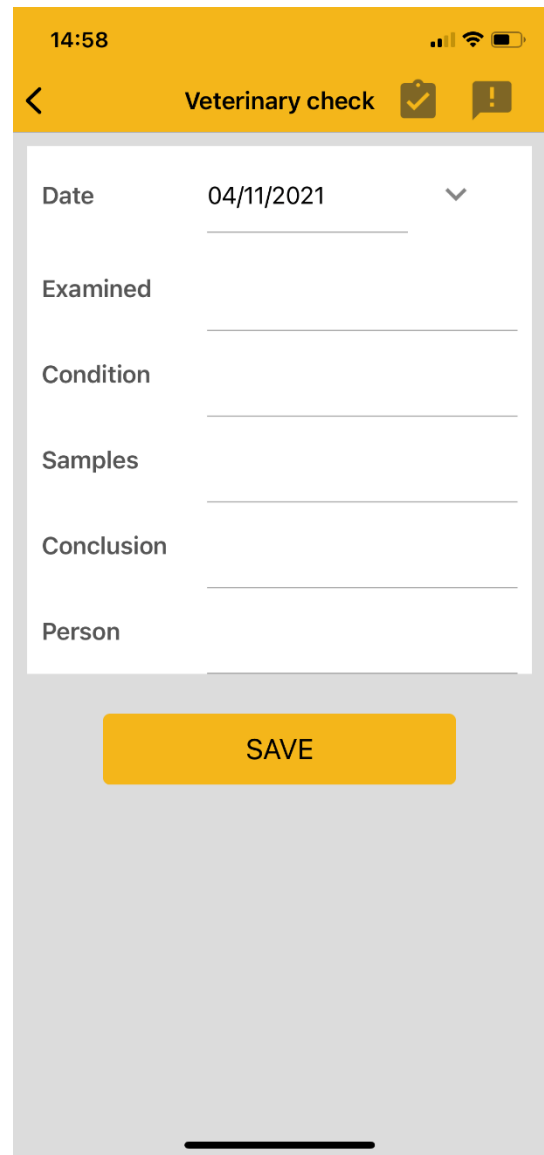 14:58
Veterinary check
Date 04/11/2021
Examined
Condition
Samples
Conclusion
Person
SAVE